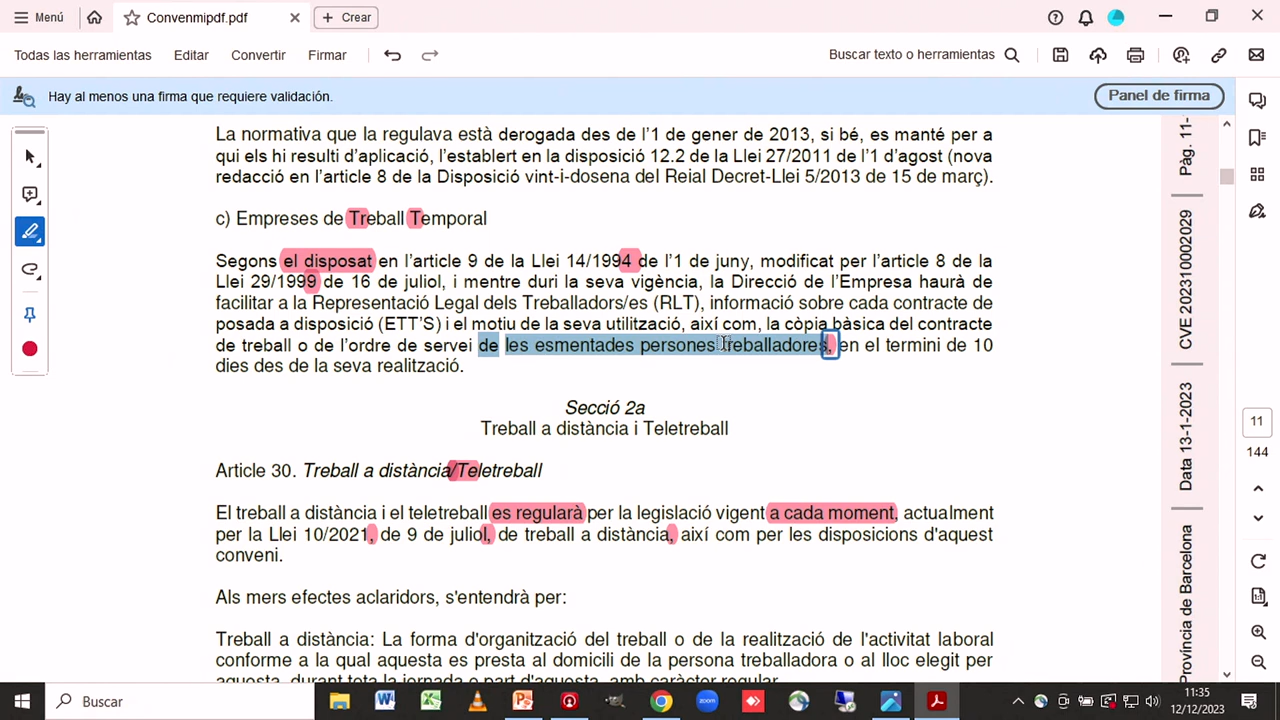 Menú
Convenmipdf.pdf
Crear
Todas las herramientas
Editar
Convertir
Firmar
Buscar texto o herramientas
Hay al menos una firma que requiere validación.
Panel de firma
La normativa que la regulava està derogada des de l’1 de gener de 2013, si bé, es manté per a
qui els hi resulti d’aplicació, l’establert en la disposició 12.2 de la Llei 27/2011 de l’1 d’agost (nova
redacció en l’article 8 de la Disposició vint-i-dosena del Reial Decret-Llei 5/2013 de 15 de març).
c) Empreses de Treball Temporal
Segons el disposat en l’article 9 de la Llei 14/1994 de l’1 de juny, modificat per l’article 8 de la
Llei 29/1999 de 16 de juliol, i mentre duri la seva vigència, la Direcció de l’Empresa haurà de
facilitar a la Representació Legal dels Treballadors/es (RLT), informació sobre cada contracte de
posada a disposició (ETT’S) i el motiu de la seva utilització, així com, la còpia bàsica del contracte
de treball o de l’ordre de servei de les esmentades persones treballadores, en el termini de 10
dies des de la seva realització.
Secció 2a
Treball a distància i Teletreball
Article 30. Treball a distància/Teletreball
El treball a distància i el teletreball es regularà per la legislació vigent a cada moment, actualment
per la Llei 10/2021, de 9 de juliol, de treball a distància, així com per les disposicions d'aquest
conveni.
Als mers efectes aclaridors, s'entendrà per:
Treball a distància: La forma d'organització del treball o de la realització de l'activitat laboral
conforme a la qual aquesta es presta al domicili de la persona treballadora o al lloc elegit per
aquesta, durant tota la jornada o part d'aquesta, amb caràcter regular.
Pàg. 11-
CVE 202310002029
Data 13-1-2023
Província de Barcelona
11
144
Buscar
11:35
12/12/2023